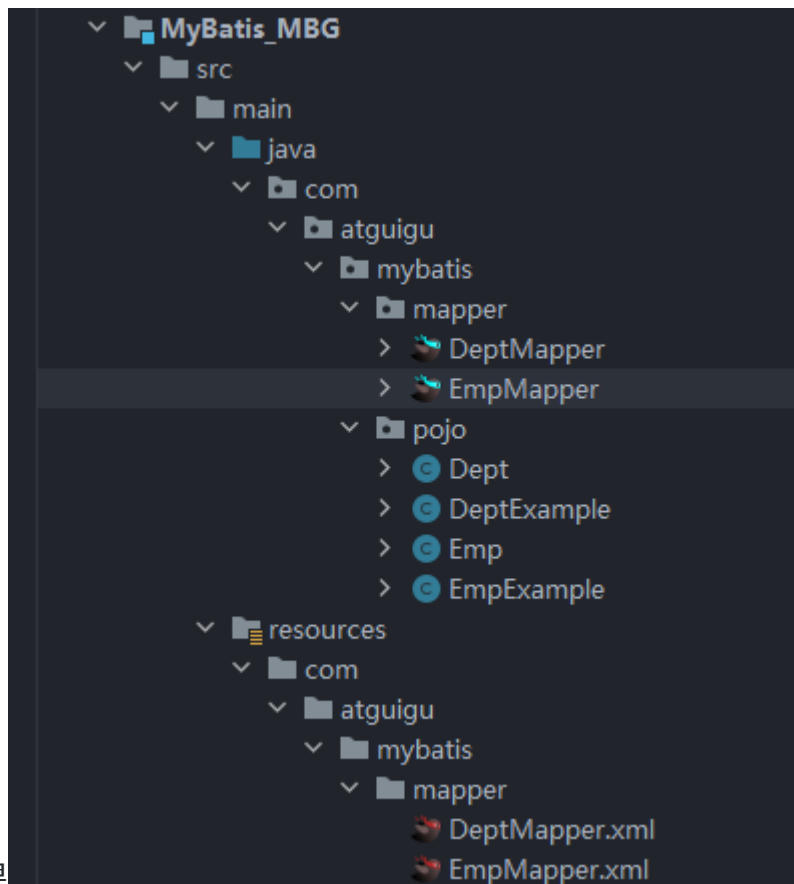 MyBatis_MBG
src
main
java
com
atguigu
mybatis
mapper
DeptMapper
EmpMapper
pojo
Dept
DeptExample
Emp
EmpExample
resources
com
atguigu
mybatis
mapper
DeptMapper.xml
EmpMapper.xml